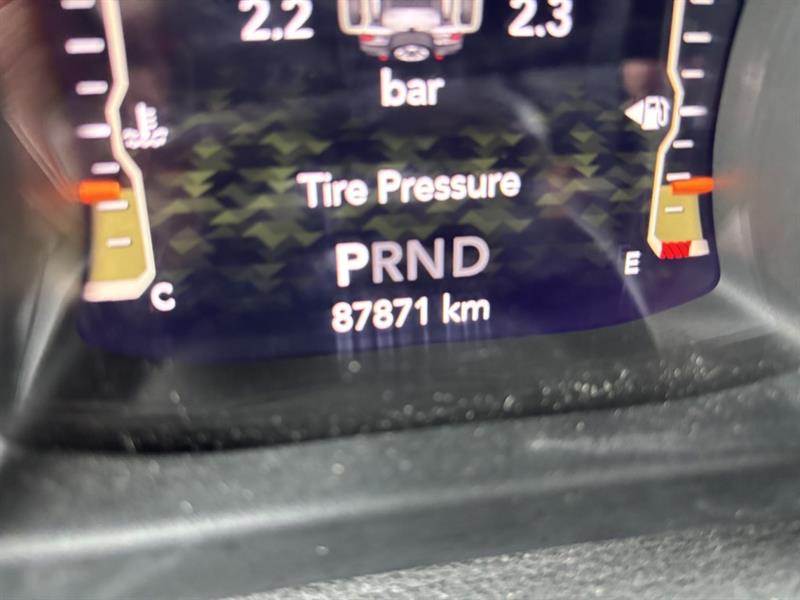 2.2 2.3
bar
Tire Pressure
PRND
87871 km
C E